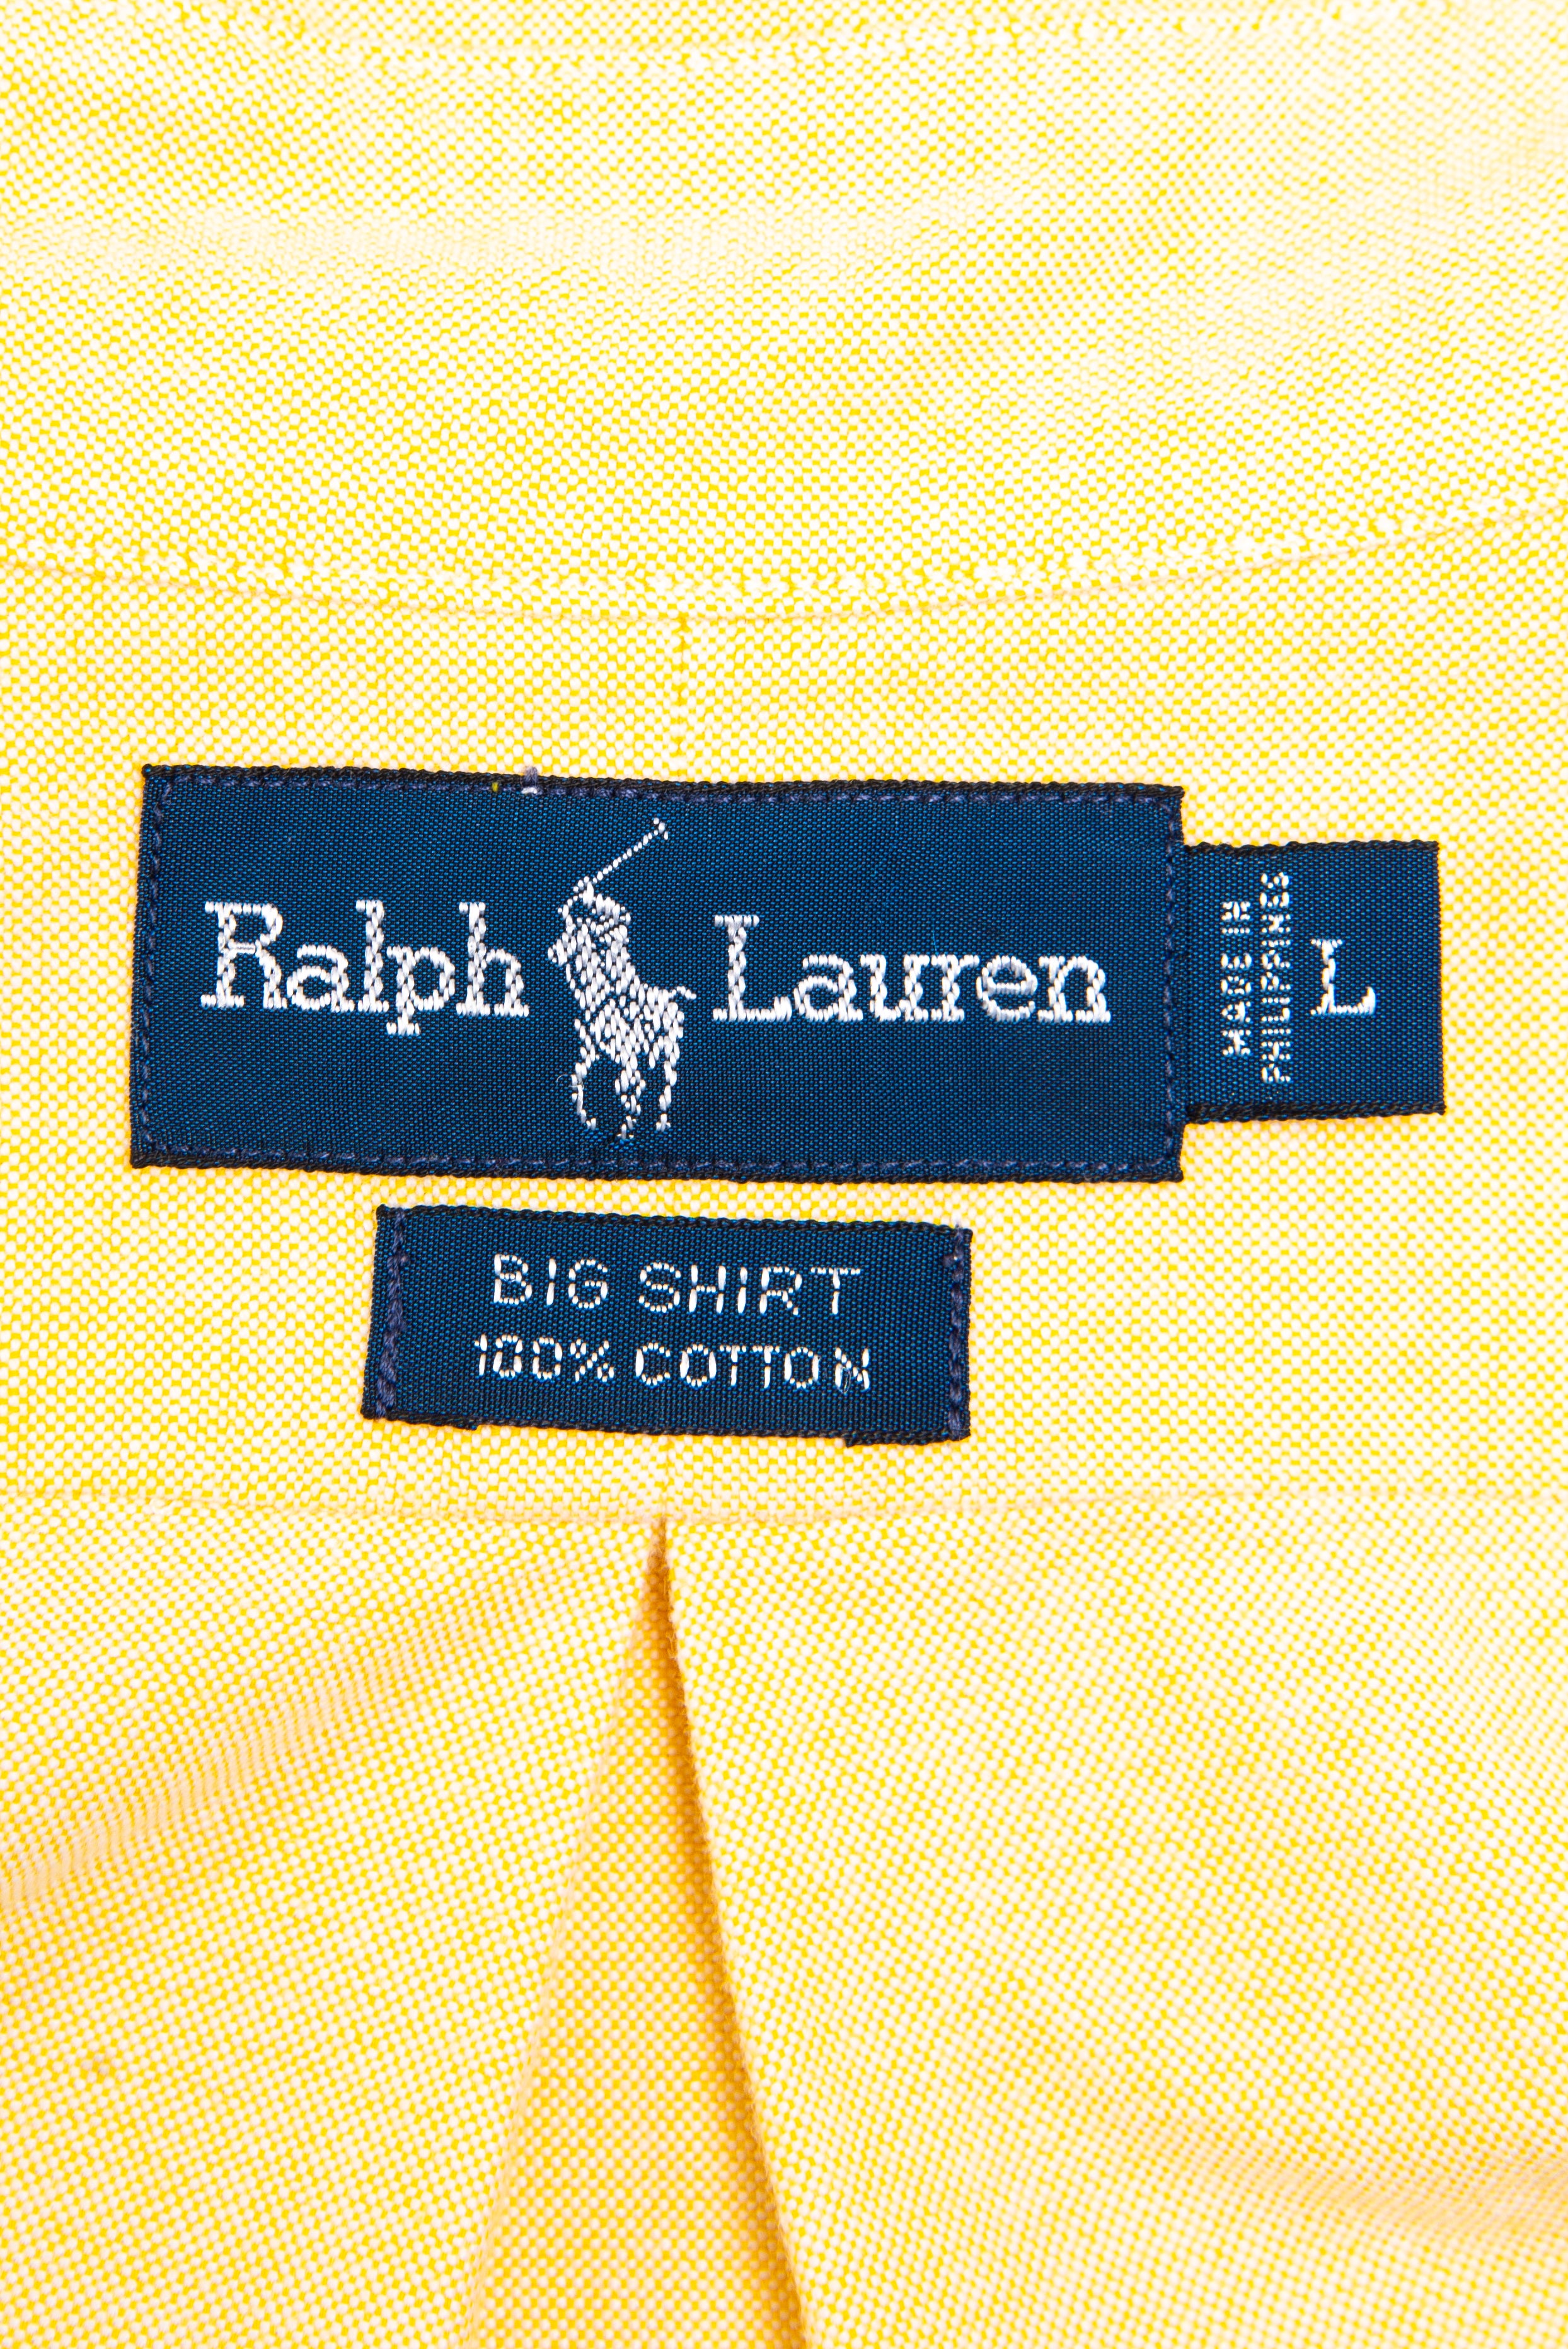 Ralph Lauren
MADE IN
PHILIPPINES
L
BIG SHIRT
100% COTTON